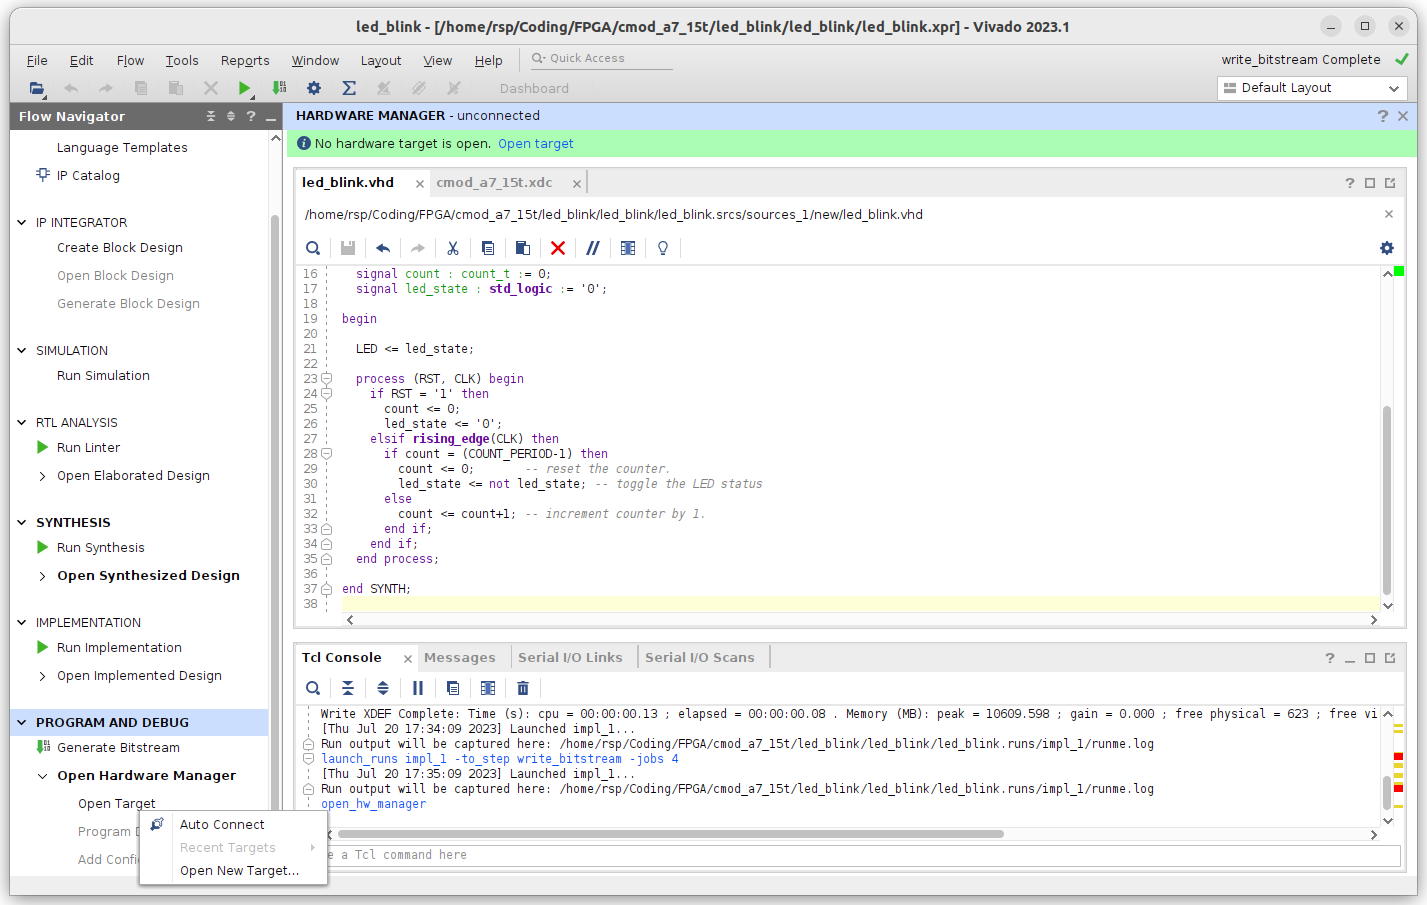 led_blink - [/home/rsp/Coding/FPGA/cmod_a7_15t/led_blink/led_blink/led_blink.xpr] - Vivado 2023.1
File Edit Flow Tools Reports Window Layout View Help Quick Access
write_bitstream Complete
Dashboard
Default Layout
Flow Navigator
Language Templates
IP Catalog
IP INTEGRATOR
Create Block Design
Open Block Design
Generate Block Design
SIMULATION
Run Simulation
RTL ANALYSIS
Run Linter
Open Elaborated Design
SYNTHESIS
Run Synthesis
Open Synthesized Design
IMPLEMENTATION
Run Implementation
Open Implemented Design
PROGRAM AND DEBUG
Generate Bitstream
Open Hardware Manager
Open Target
Program
Add
Auto Connect
Recent Targets
Open New Target...
HARDWARE MANAGER - unconnected
No hardware target is open. Open target
led_blink.vhd cmod_a7_15t.xdc
/home/rsp/Coding/FPGA/cmod_a7_15t/led_blink/led_blink/led_blink.srcs/sources_1/new/led_blink.vhd
16 signal count : count_t := 0;
17 signal led_state : std_logic := '0';
18
19 begin
20
21 LED <= led_state;
22
23 process (RST, CLK) begin
24 if RST = '1' then
25 count <= 0;
26 led_state <= '0';
27 elsif rising_edge(CLK) then
28 if count = (COUNT_PERIOD-1) then
29 count <= 0; -- reset the counter.
30 led_state <= not led_state; -- toggle the LED status
31 else
32 count <= count+1; -- increment counter by 1.
33 end if;
34 end if;
35 end process;
36
37 end SYNTH;
38
Tcl Console Messages Serial I/O Links Serial I/O Scans
Write XDEF Complete: Time (s): cpu = 00:00:00.13 ; elapsed = 00:00:00.08 . Memory (MB): peak = 10609.598 ; gain = 0.000 ; free physical = 623 ; free vi
[Thu Jul 20 17:34:09 2023] Launched impl_1...
Run output will be captured here: /home/rsp/Coding/FPGA/cmod_a7_15t/led_blink/led_blink/led_blink.runs/impl_1/runme.log
launch_runs impl_1 -to_step write_bitstream -jobs 4
[Thu Jul 20 17:35:09 2023] Launched impl_1...
Run output will be captured here: /home/rsp/Coding/FPGA/cmod_a7_15t/led_blink/led_blink/led_blink.runs/impl_1/runme.log
open_hw_manager
e a Tcl command here